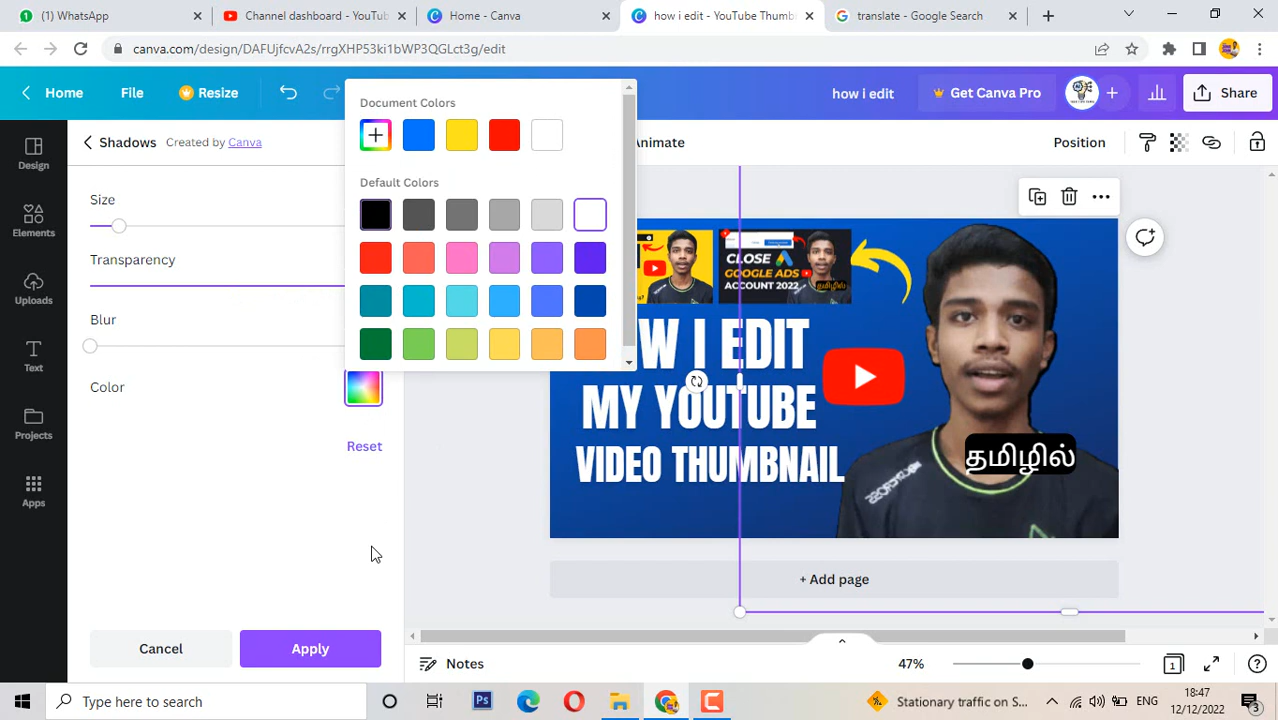 (1) WhatsApp
Channel dashboard - YouTub
Home - Canva
how i edit - YouTube Thumb
translate - Google Search
canva.com/design/DAFUjfcvA2s/rrgXHP53ki1bWP3QGLct3g/edit
Home
File
Resize
how i edit
Get Canva Pro
Share
Shadows
Created by Canva
Animate
Position
Document Colors
Default Colors
Size
Transparency
Blur
Color
Reset
Cancel
Apply
Design
Elements
Uploads
Text
Projects
Apps
CLOSE
GOOGLE ADS
ACCOUNT 2022
தமிழில்
W I EDIT
MY YOUTUBE
VIDEO THUMBNAIL
தமிழில்
+ Add page
Notes
47%
1
Type here to search
Ps
Stationary traffic on S...
ENG
18:47
12/12/2022
3